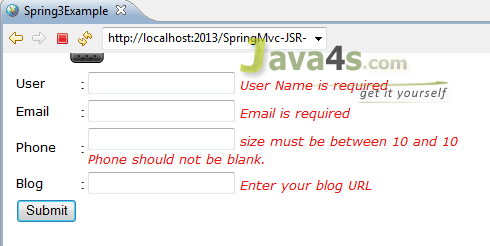 Spring3Example
http://localhost:2013/SpringMvc-JSR-
Java4s.com
get it yourself
User : User Name is required
Email : Email is required
Phone : size must be between 10 and 10
Phone should not be blank.
Blog : Enter your blog URL
Submit